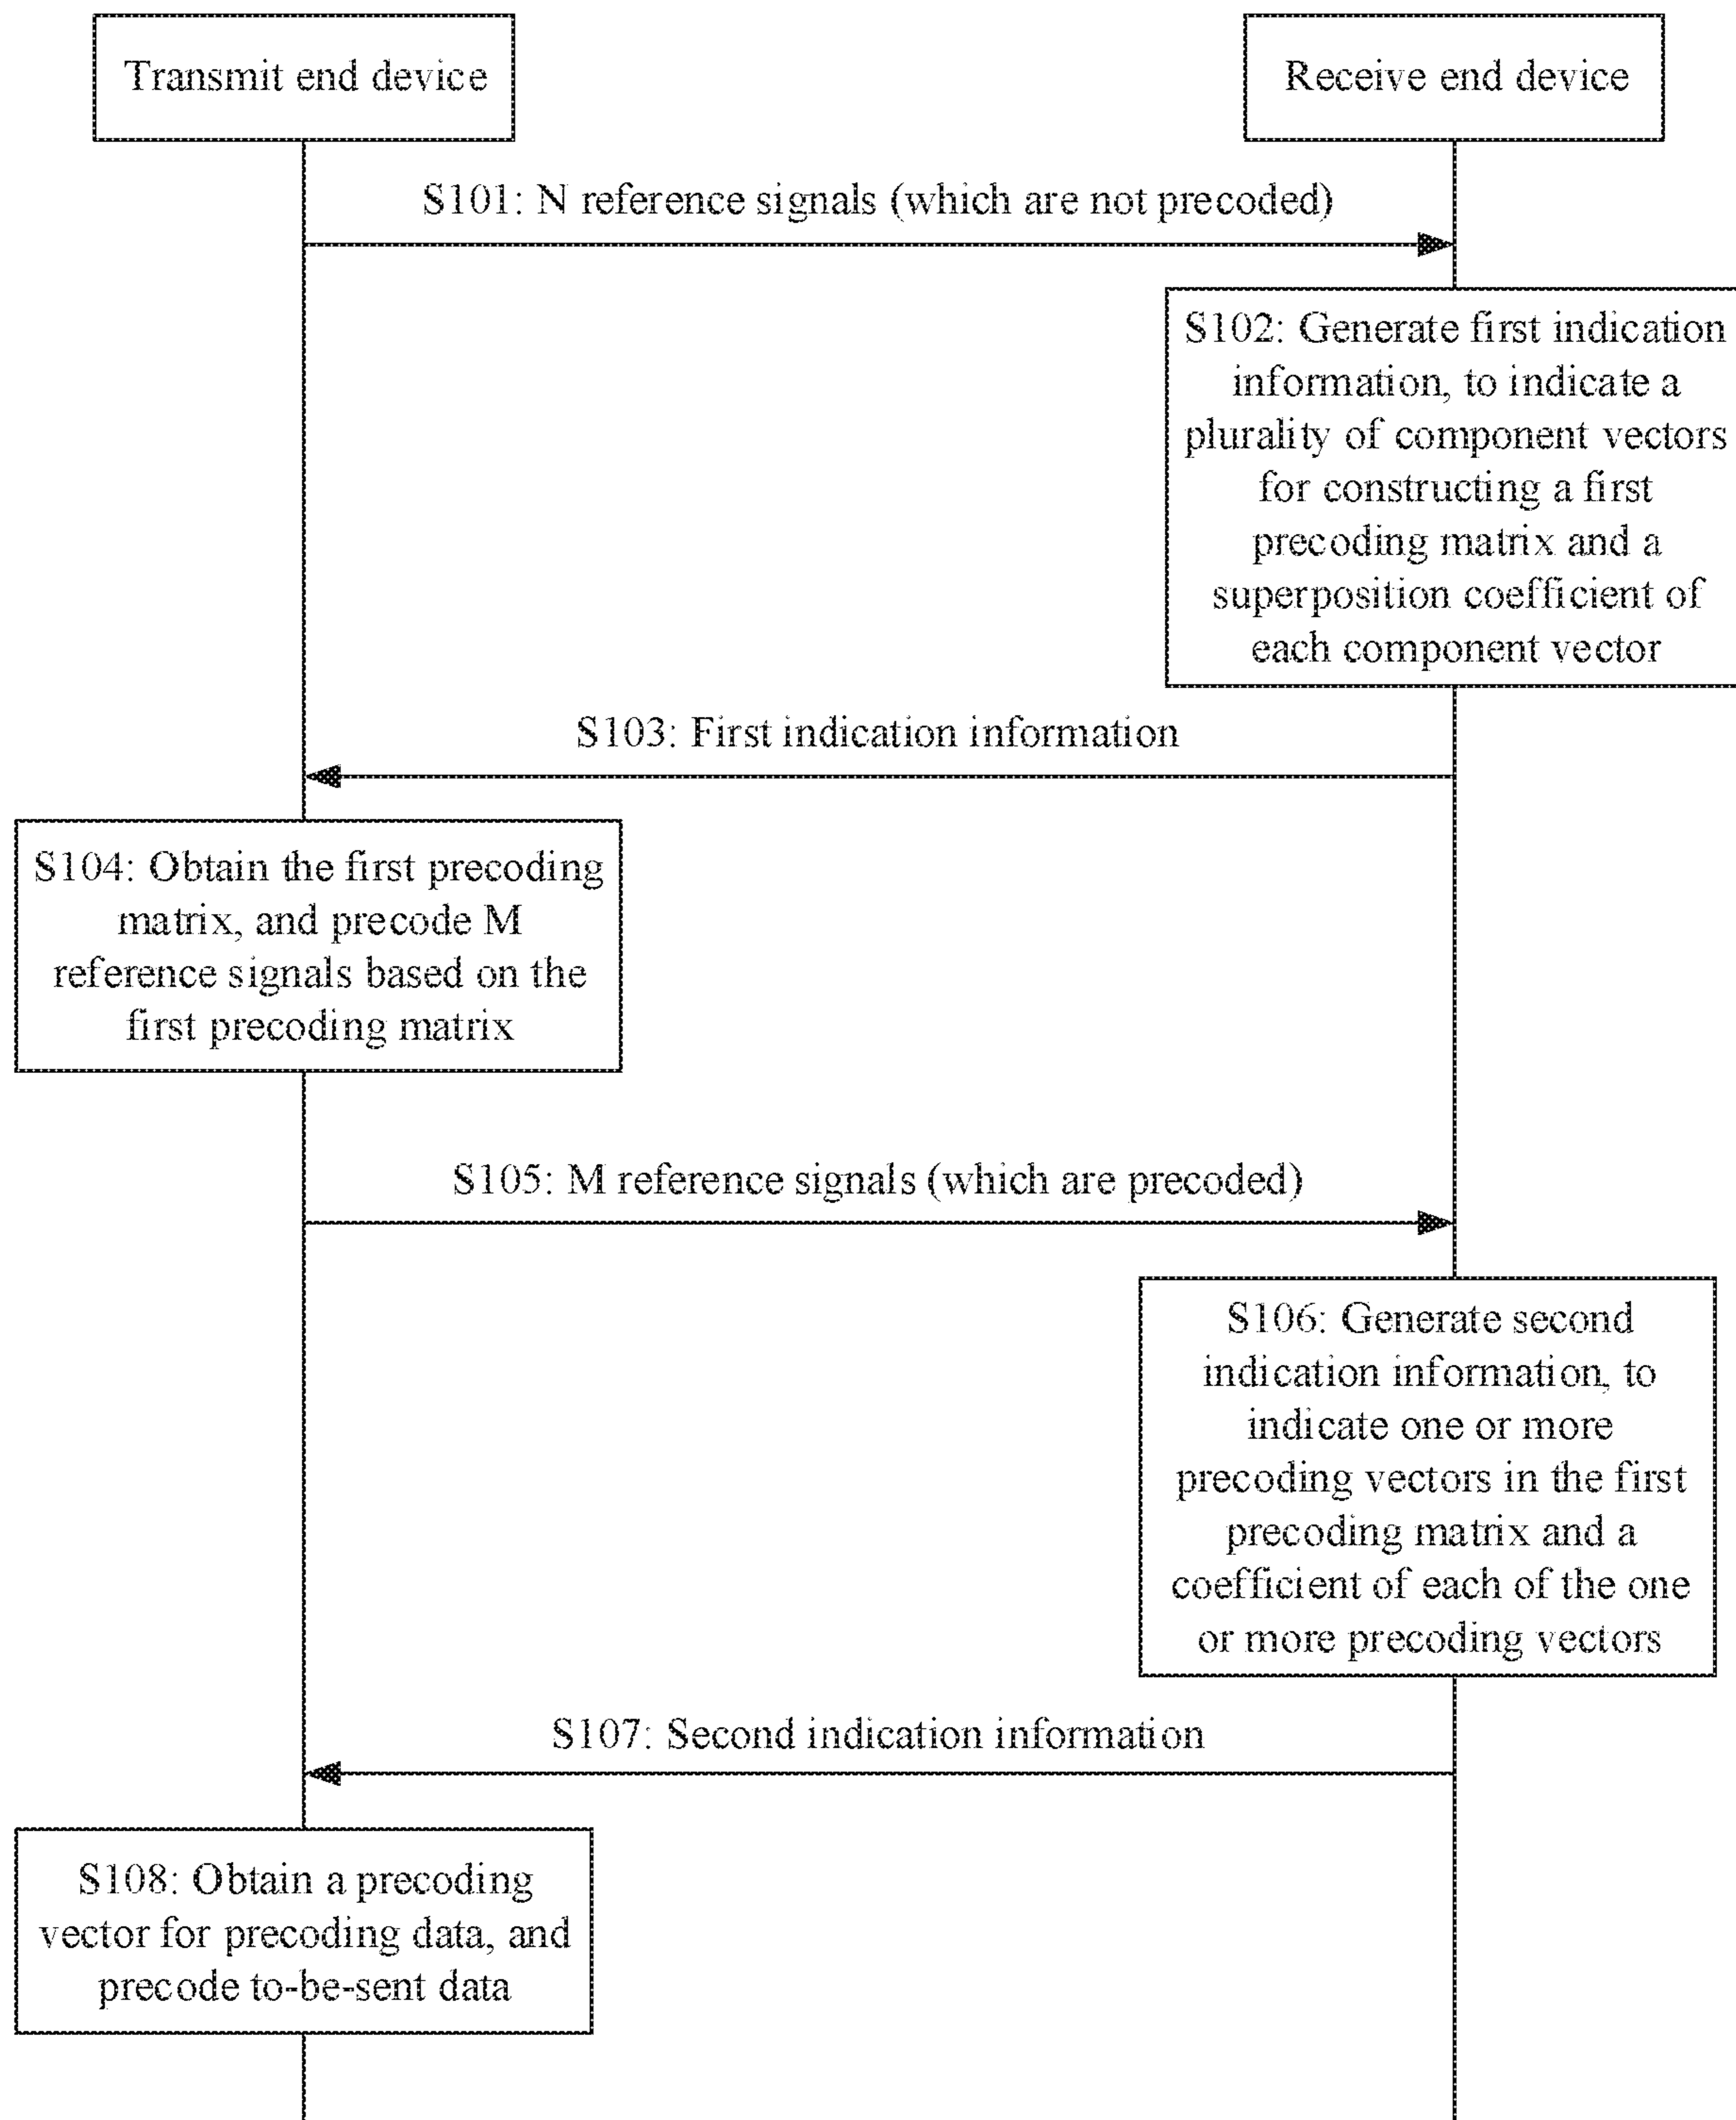 Transmit end device
Receive end device
S101: N reference signals (which are not precoded)
S102: Generate first indication
information, to indicate a
plurality of component vectors
for constructing a first
precoding matrix and a
superposition coefficient of
each component vector
S103: First indication information
S104: Obtain the first precoding
matrix, and precode M
reference signals based on the
first precoding matrix
S105: M reference signals (which are precoded)
S106: Generate second
indication information, to
indicate one or more
precoding vectors in the first
precoding matrix and a
coefficient of each of the one
or more precoding vectors
S107: Second indication information
S108: Obtain a precoding
vector for precoding data, and
precode to-be-sent data